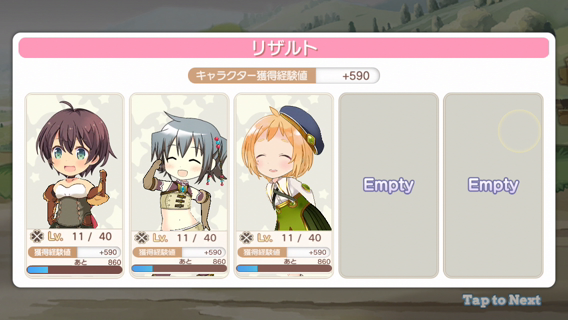 リザルト
キャラクター獲得経験値 +590
Lv. 11 / 40
獲得経験値 +590
あと 860
Lv. 11 / 40
獲得経験値 +590
あと 860
Lv. 11 / 40
獲得経験値 +590
あと 860
Empty
Empty
Tap to Next